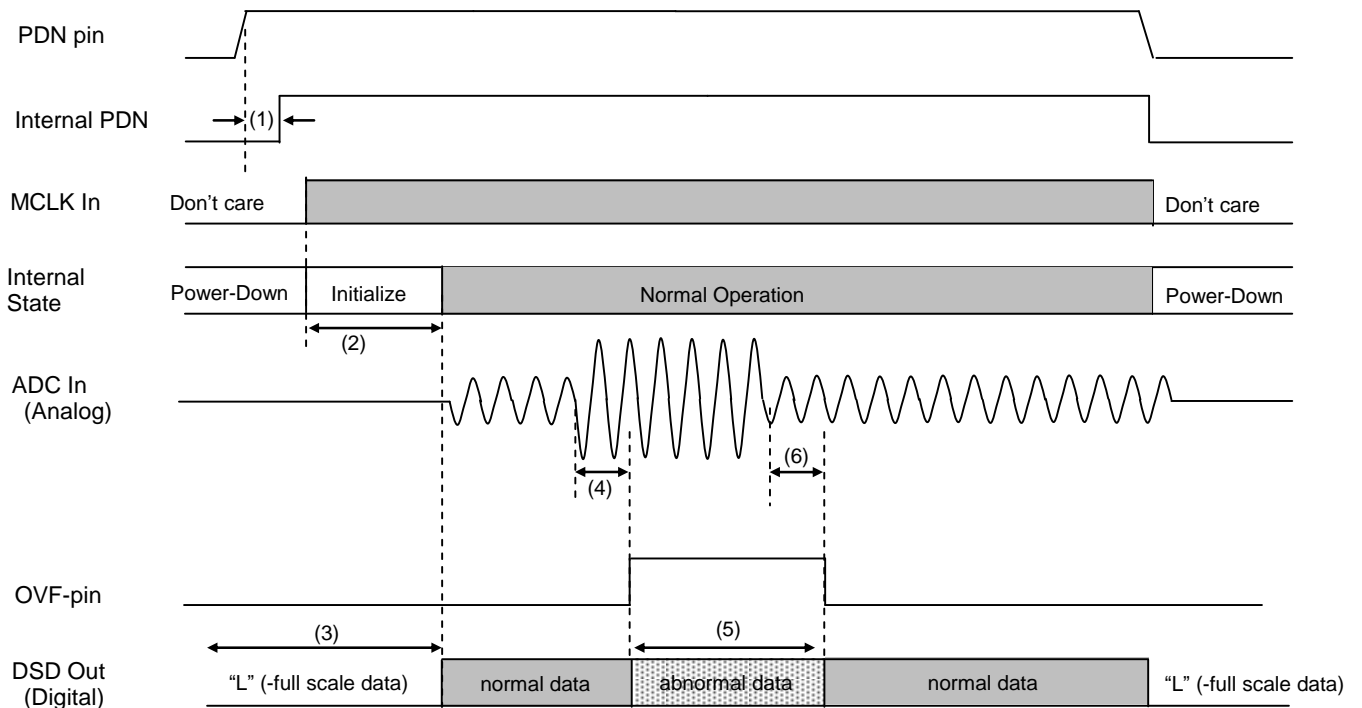 PDN pin
Internal PDN
(1)
MCLK In
Don’t care
Don’t care
Internal
State
Power-Down
Initialize
Normal Operation
Power-Down
(2)
ADC In
(Analog)
(4)
(6)
OVF-pin
(3)
(5)
DSD Out
(Digital)
“L” (-full scale data)
normal data
abnormal data
normal data
“L” (-full scale data)